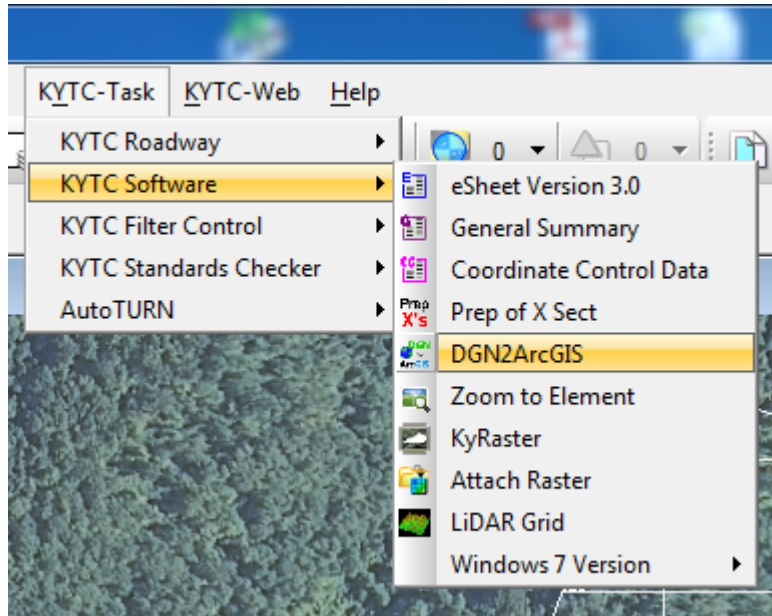 KYTC-Task KYTC-Web Help
KYTC Roadway
0 0
KYTC Software
KYTC Filter Control
KYTC Standards Checker
AutoTURN
eSheet Version 3.0
General Summary
Coordinate Control Data
Prep X's Prep of X Sect
DGN2ArcGIS
Zoom to Element
KyRaster
Attach Raster
LiDAR Grid
Windows 7 Version